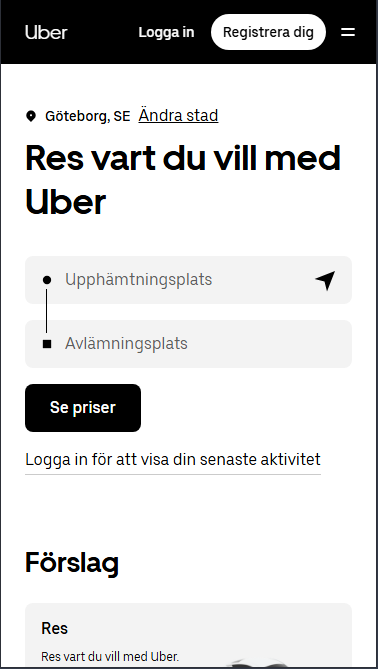 Uber
Logga in
Registrera dig
Göteborg, SE Ändra stad
Res vart du vill med
Uber
Upphämtningsplats
Avlämningsplats
Se priser
Logga in för att visa din senaste aktivitet
Förslag
Res
Res vart du vill med Uber.